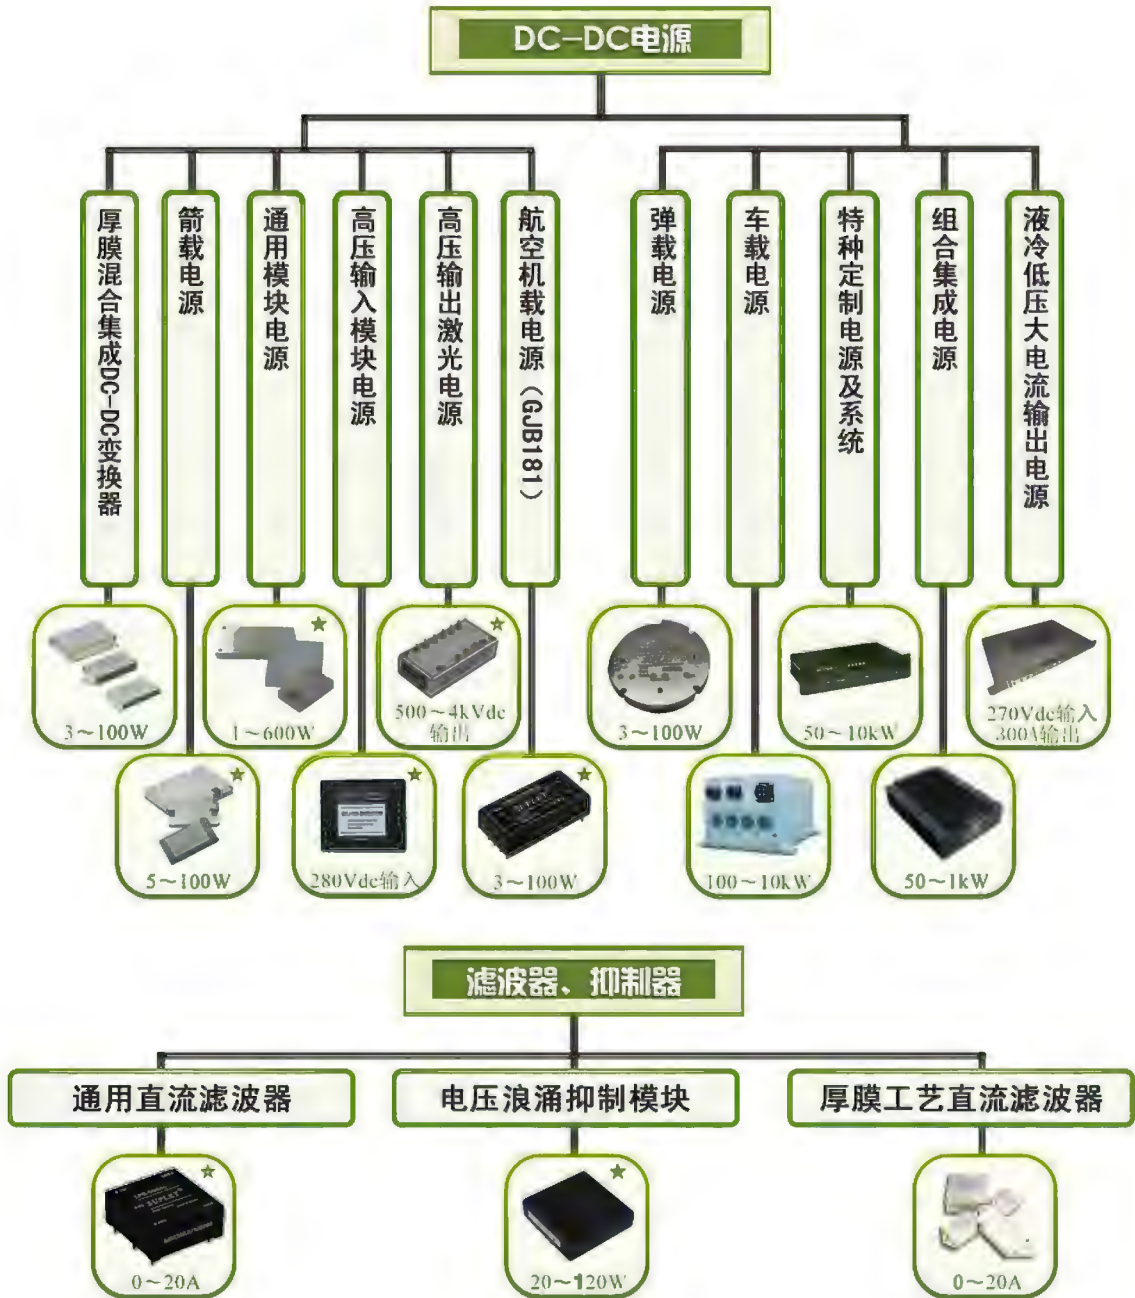 DC-DC电源
厚膜混合集成DC-DC变换器
箭载电源
通用模块电源
高压输入模块电源
高压输出激光电源
航空机载电源（GJB181）
弹载电源
车载电源
特种定制电源及系统
组合集成电源
液冷低压大电流输出电源
3～100W
1～600W
500～4kVdc
输出
3～100W
50～10kW
270Vdc输入
300A输出
5～100W
280Vdc输入
3～100W
100～10kW
50～1kW
滤波器、抑制器
通用直流滤波器
电压浪涌抑制模块
厚膜工艺直流滤波器
SUPLET
0～20A
20～120W
0～20A